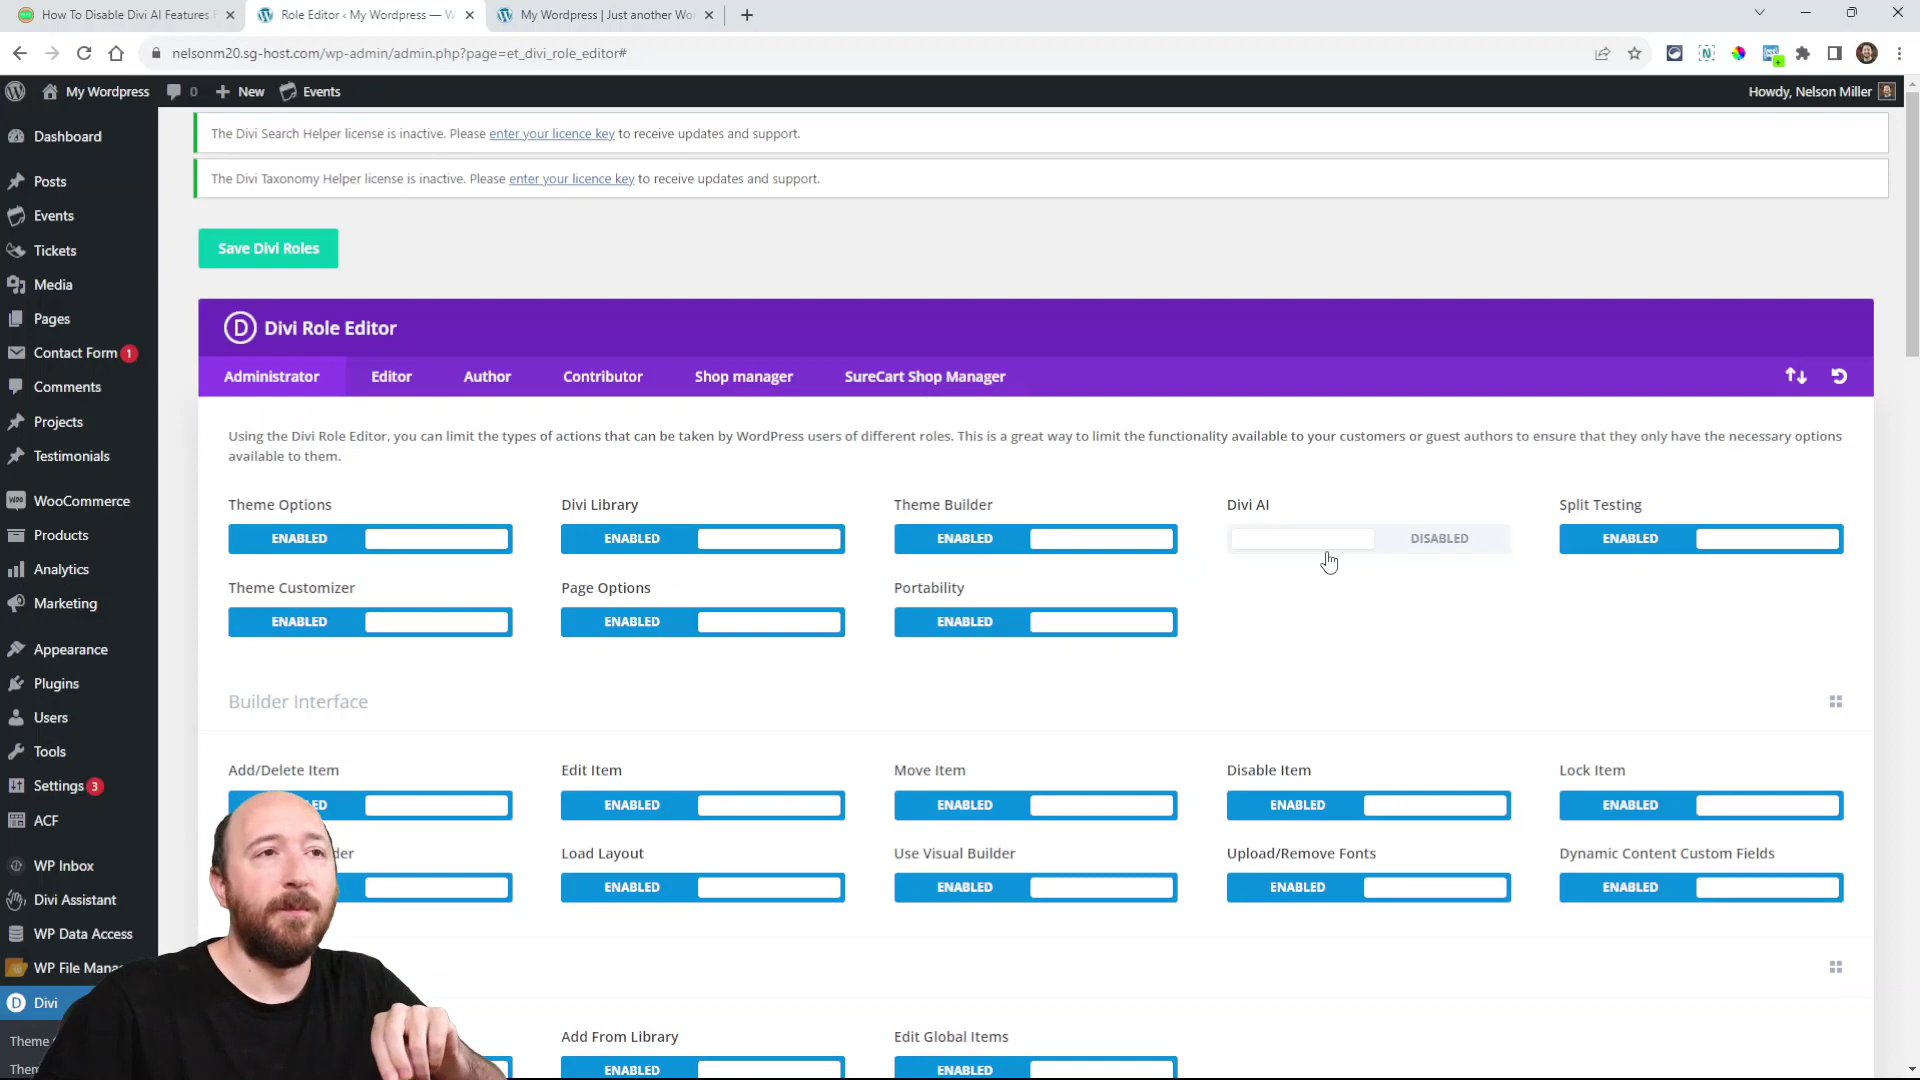 How To Disable Divi AI Features F
Role Editor ‹ My Wordpress — W
My Wordpress | Just another Wor
nelsonm20.sg-host.com/wp-admin/admin.php?page=et_divi_role_editor#
My Wordpress
0
New
Events
Howdy, Nelson Miller
Dashboard
Posts
Events
Tickets
Media
Pages
Contact Form 1
Comments
Projects
Testimonials
WooCommerce
Products
Analytics
Marketing
Appearance
Plugins
Users
Tools
Settings 3
ACF
WP Inbox
Divi Assistant
WP Data Access
WP File Mana
Divi
Theme
The Divi Search Helper license is inactive. Please enter your licence key to receive updates and support.
The Divi Taxonomy Helper license is inactive. Please enter your licence key to receive updates and support.
Save Divi Roles
D Divi Role Editor
Administrator Editor Author Contributor Shop manager SureCart Shop Manager
Using the Divi Role Editor, you can limit the types of actions that can be taken by WordPress users of different roles. This is a great way to limit the functionality available to your customers or guest authors to ensure that they only have the necessary options
available to them.
Theme Options Divi Library Theme Builder Divi AI Split Testing
ENABLED ENABLED ENABLED DISABLED ENABLED
Theme Customizer Page Options Portability
ENABLED ENABLED ENABLED
Builder Interface
Add/Delete Item Edit Item Move Item Disable Item Lock Item
ED ENABLED ENABLED ENABLED ENABLED
der Load Layout Use Visual Builder Upload/Remove Fonts Dynamic Content Custom Fields
ENABLED ENABLED ENABLED ENABLED
Add From Library Edit Global Items
ENABLED ENABLED